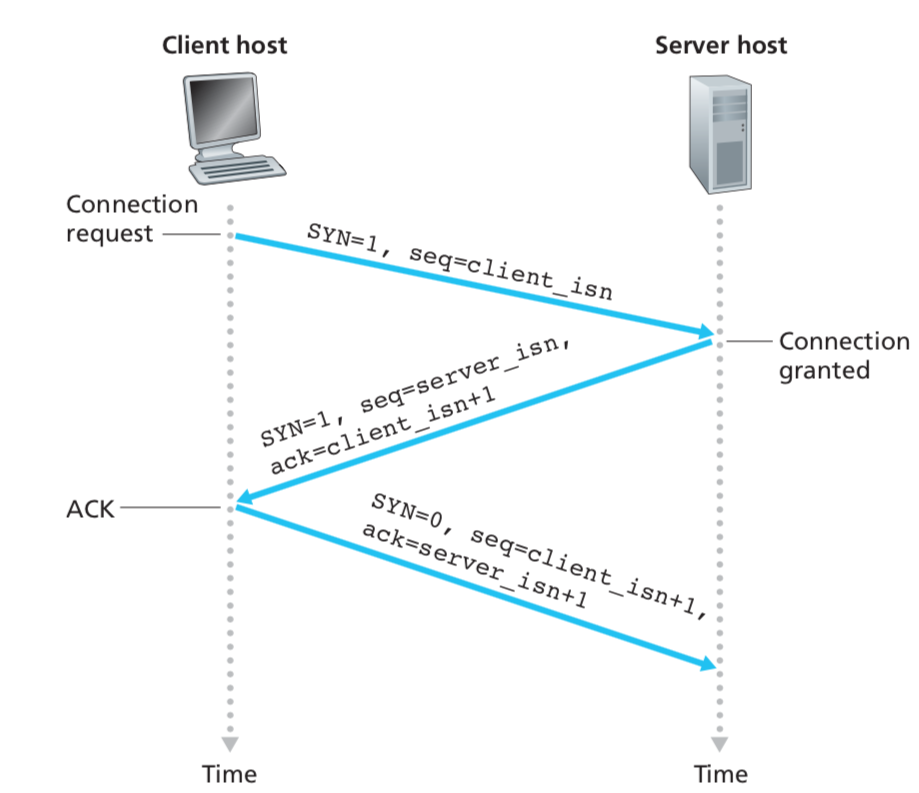 Client host
Server host
Connection
request
SYN=1, seq=client_isn
Connection
granted
SYN=1, seq=server_isn,
ack=client_isn+1
ACK
SYN=0, seq=client_isn+1,
ack=server_isn+1
Time
Time